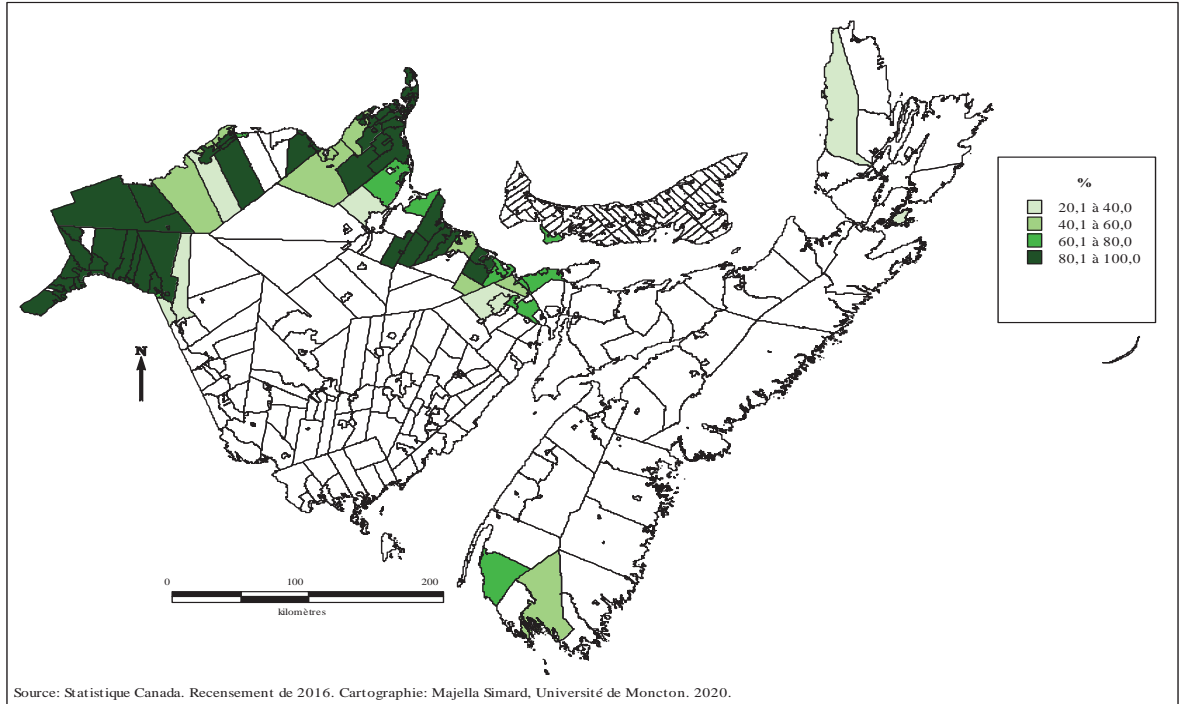 %
20,1 à 40,0
40,1 à 60,0
60,1 à 80,0
80,1 à 100,0
N
0 100 200
kilomètres
Source: Statistique Canada. Recensement de 2016. Cartographie: Majella Simard, Université de Moncton. 2020.